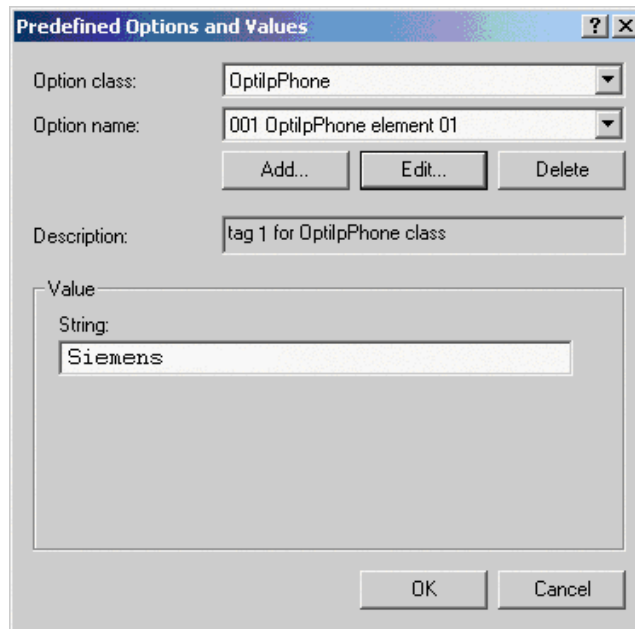 Predefined Options and Values
Option class: OptiIpPhone
Option name: 001 OptiIpPhone element 01
Add... Edit... Delete
Description: tag 1 for OptiIpPhone class
Value
String:
Siemens
OK Cancel